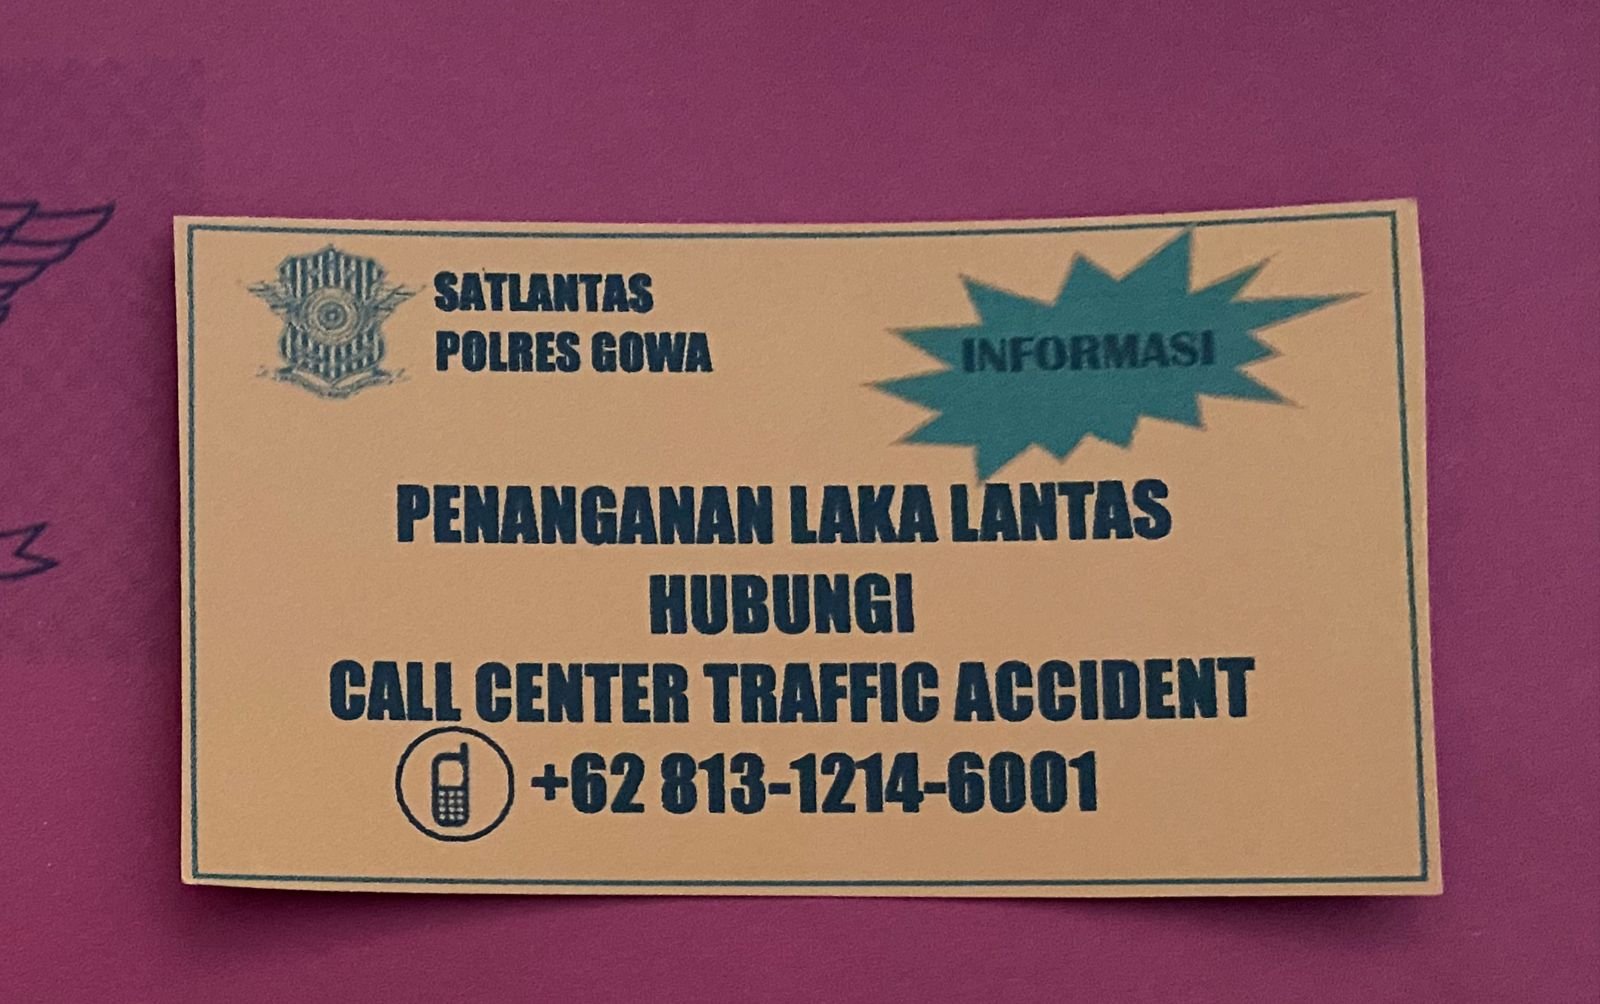 SATLANTAS
POLRES GOWA
INFORMASI
PENANGANAN LAKA LANTAS
HUBUNGI
CALL CENTER TRAFFIC ACCIDENT
+62 813-1214-6001